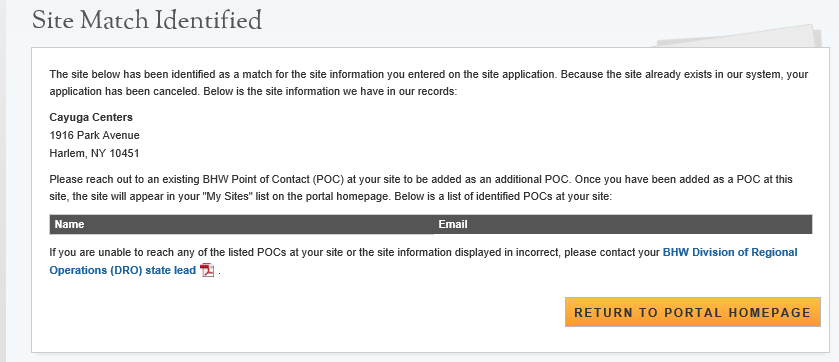 Site Match Identified
The site below has been identified as a match for the site information you entered on the site application. Because the site already exists in our system, your
application has been canceled. Below is the site information we have in our records:
Cayuga Centers
1916 Park Avenue
Harlem, NY 10451
Please reach out to an existing BHW Point of Contact (POC) at your site to be added as an additional POC. Once you have been added as a POC at this
site, the site will appear in your "My Sites" list on the portal homepage. Below is a list of identified POCs at your site:
Name Email
If you are unable to reach any of the listed POCs at your site or the site information displayed in incorrect, please contact your BHW Division of Regional
Operations (DRO) state lead .
RETURN TO PORTAL HOMEPAGE